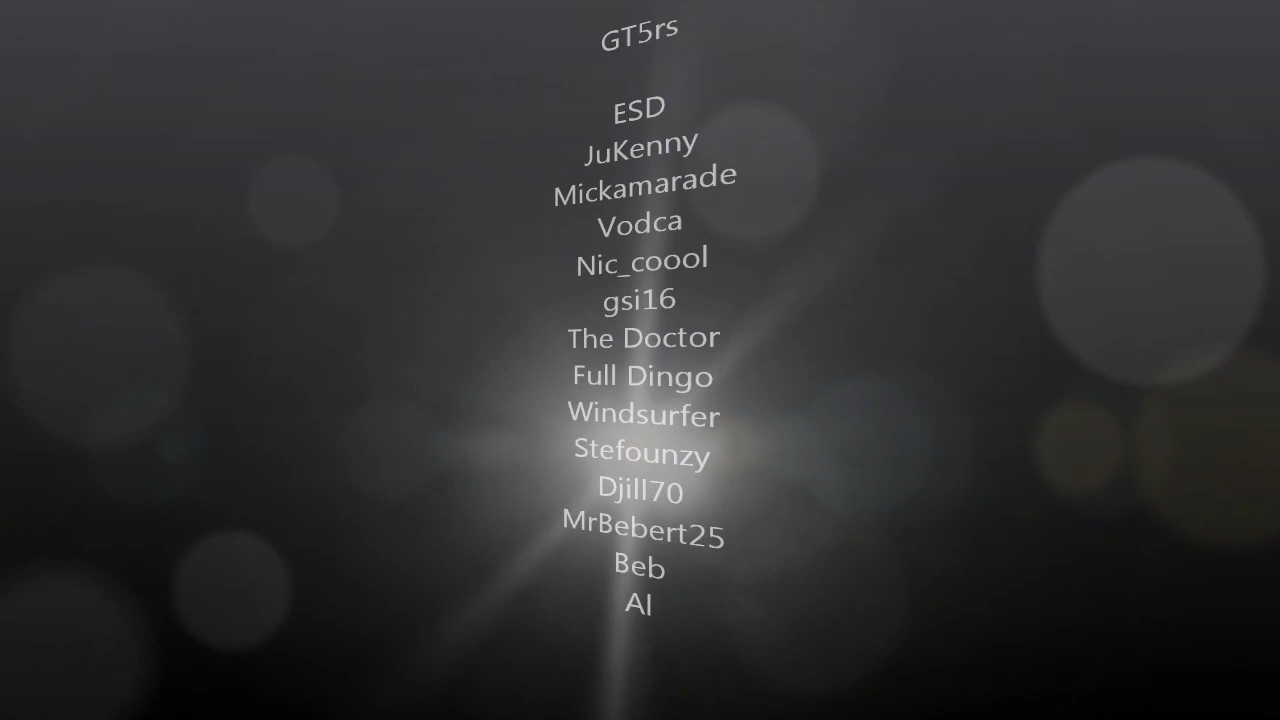 GT5rs
ESD
JuKenny
Mickamarade
Vodca
Nic_coool
gsi16
The Doctor
Full Dingo
Windsurfer
Stefounzy
Djill70
MrBebert25
Beb
Al